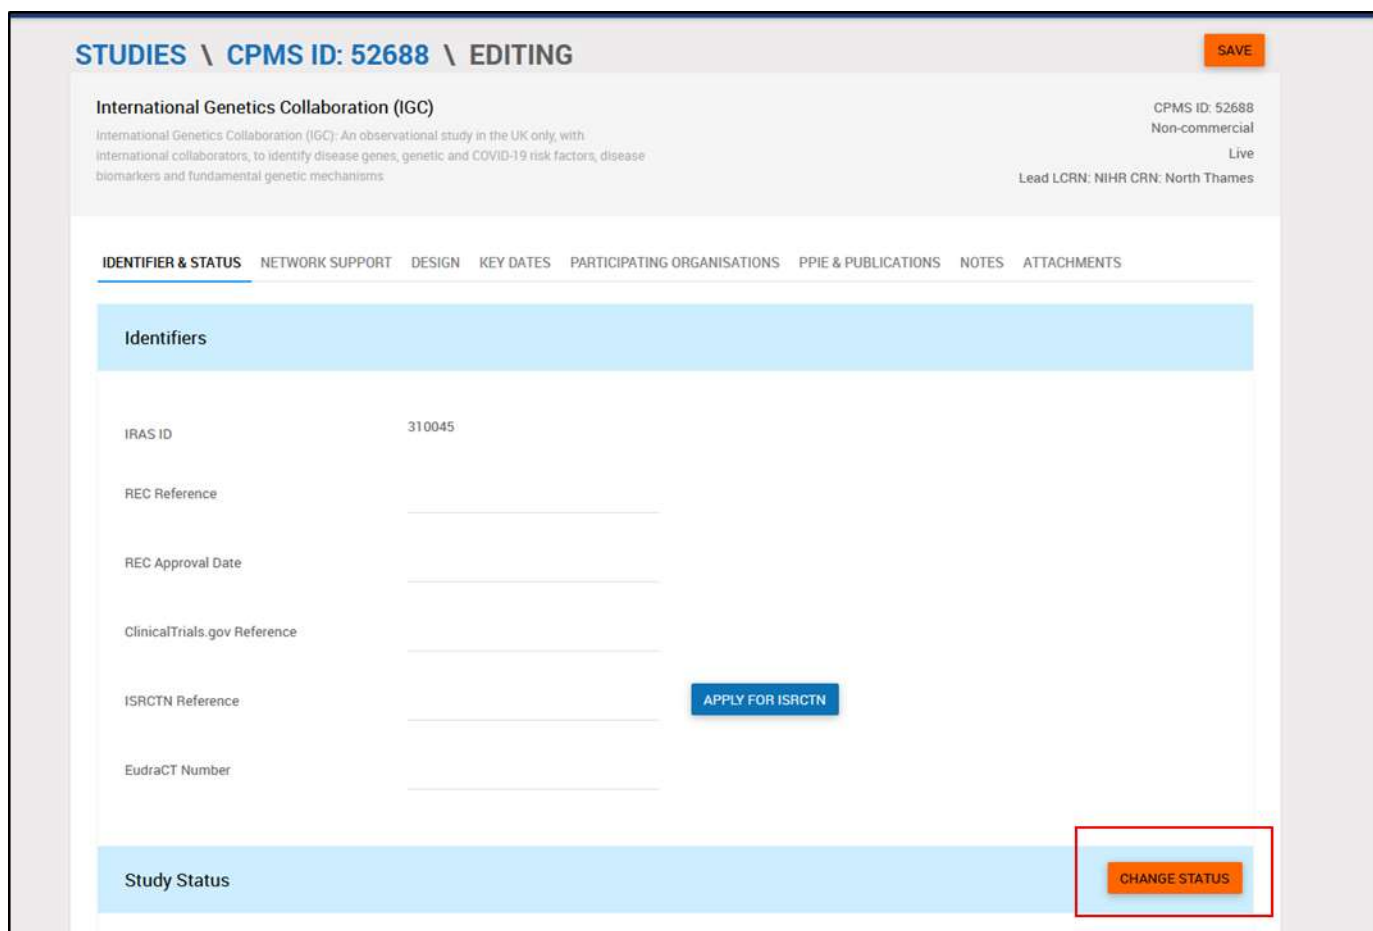 STUDIES \ CPMS ID: 52688 \ EDITING
SAVE
International Genetics Collaboration (IGC)
International Genetics Collaboration (IGC): An observational study in the UK only, with
international collaborators, to identify disease genes, genetic and COVID-19 risk factors, disease
biomarkers and fundamental genetic mechanisms
CPMS ID: 52688
Non-commercial
Live
Lead LCRN: NIHR CRN: North Thames
IDENTIFIER & STATUS NETWORK SUPPORT DESIGN KEY DATES PARTICIPATING ORGANISATIONS PPIE & PUBLICATIONS NOTES ATTACHMENTS
Identifiers
IRAS ID 310045
REC Reference
REC Approval Date
ClinicalTrials.gov Reference
ISRCTN Reference APPLY FOR ISRCTN
EudraCT Number
Study Status CHANGE STATUS